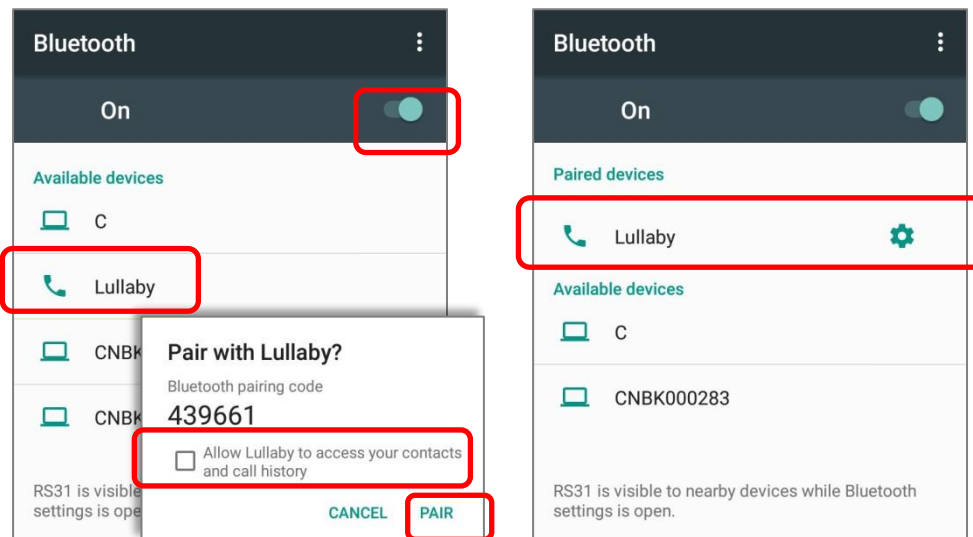 Bluetooth
On
Available devices
C
Lullaby
CNBK
CNBK
RS31 is visible
settings is ope
Pair with Lullaby?
Bluetooth pairing code
439661
Allow Lullaby to access your contacts
and call history
CANCEL PAIR
Bluetooth
On
Paired devices
Lullaby
Available devices
C
CNBK000283
RS31 is visible to nearby devices while Bluetooth
settings is open.